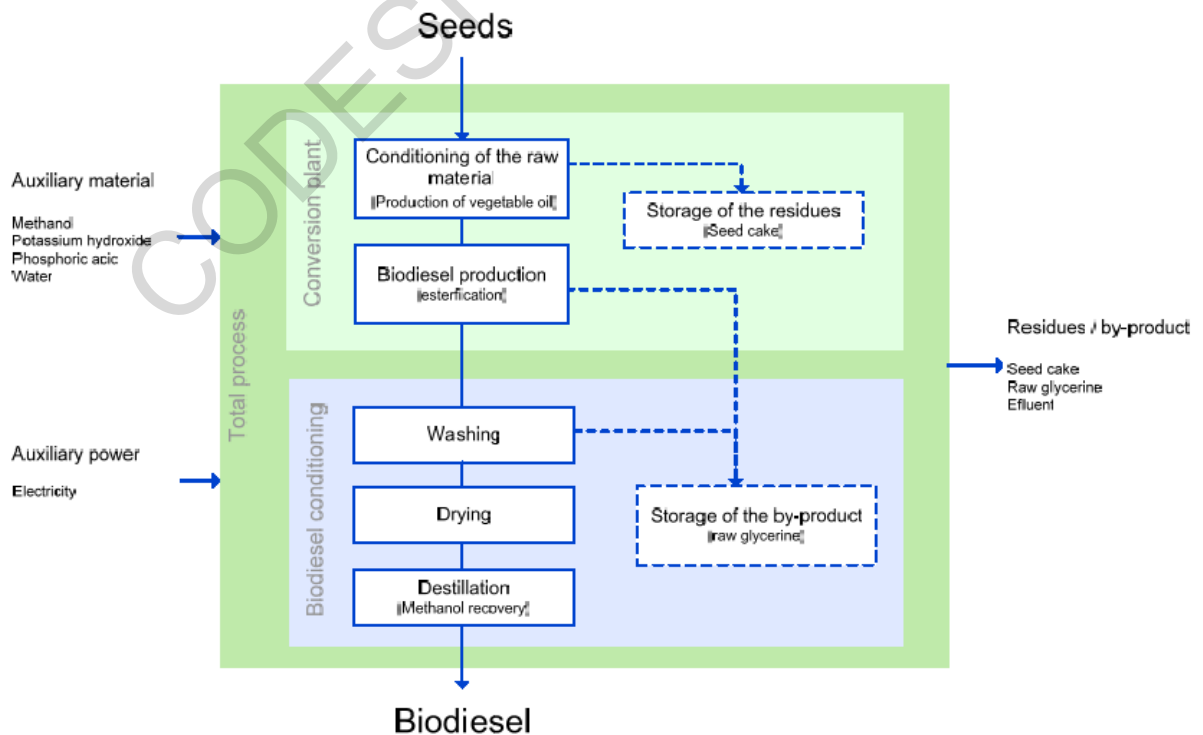 CODES
Seeds
Auxiliary material
Methanol
Potassium hydroxide
Phosphoric acic
Water
Auxiliary power
Electricity
Total process
Conversion plant
Conditioning of the raw
material
(Production of vegetable oil)
Storage of the residues
(Seed cake)
Biodiesel production
(esterfication)
Biodiesel conditioning
Washing
Drying
Destillation
(Methanol recovery)
Storage of the by-product
(raw glycerine)
Residues / by-product
Seed cake
Raw glycerine
Efluent
Biodiesel